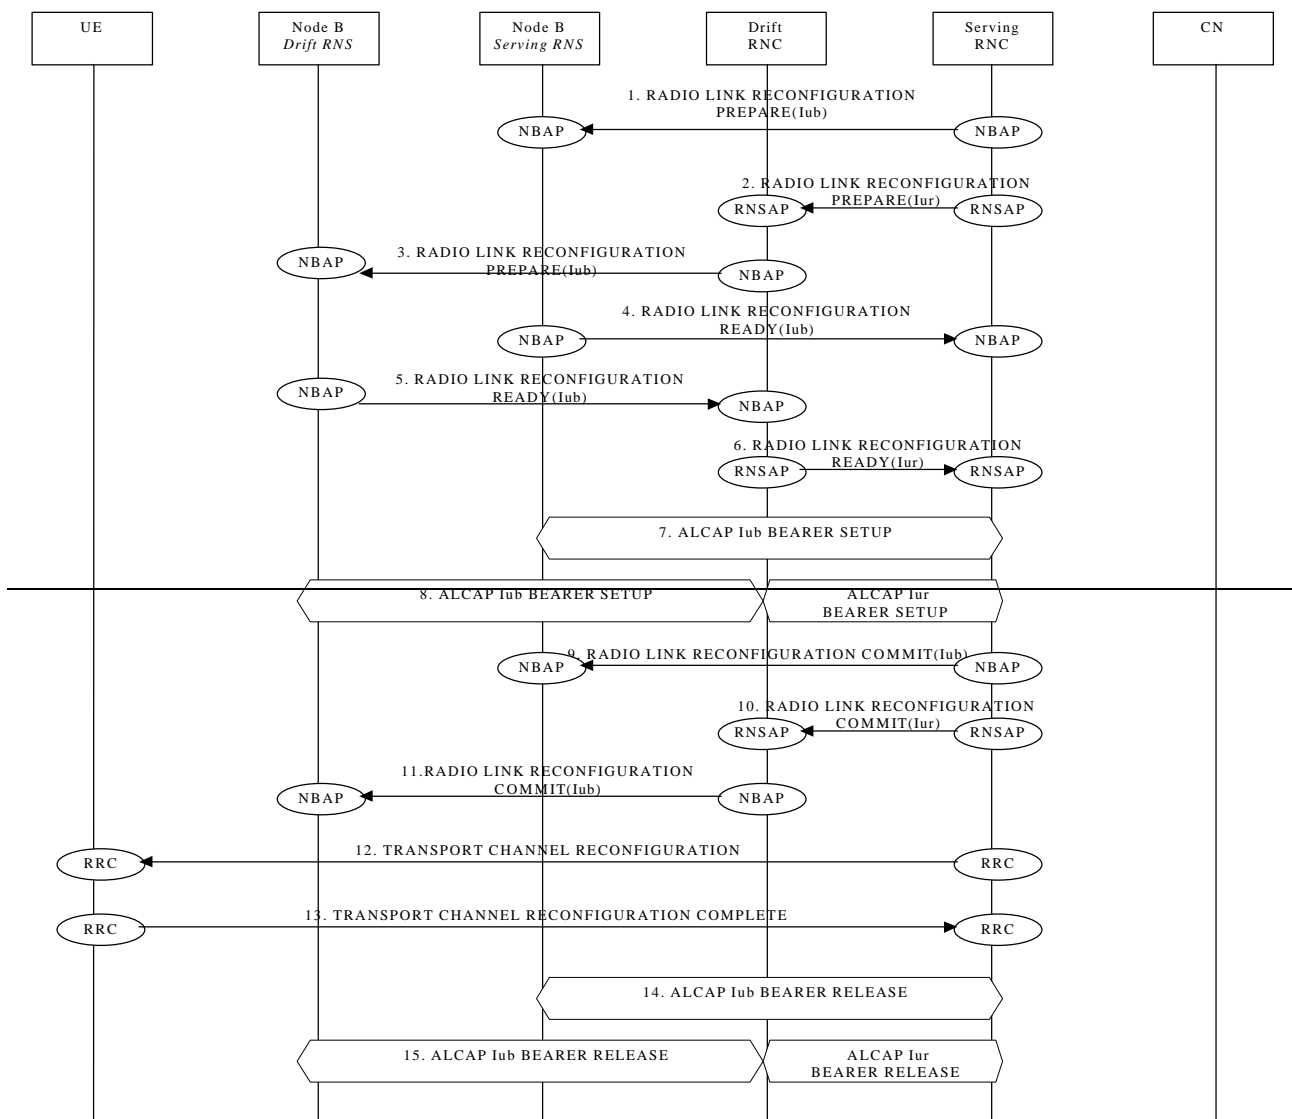 UE
Node B
Drift RNS
Node B
Serving RNS
Drift
RNC
Serving
RNC
CN
1. RADIO LINK RECONFIGURATION
PREPARE(Iub)
NBAP
NBAP
2. RADIO LINK RECONFIGURATION
PREPARE(Iur)
RNSAP
RNSAP
3. RADIO LINK RECONFIGURATION
PREPARE(Iub)
NBAP
NBAP
4. RADIO LINK RECONFIGURATION
READY(Iub)
NBAP
NBAP
5. RADIO LINK RECONFIGURATION
READY(Iub)
NBAP
NBAP
6. RADIO LINK RECONFIGURATION
READY(Iur)
RNSAP
RNSAP
7. ALCAP Iub BEARER SETUP
8. ALCAP Iub BEARER SETUP
ALCAP Iur
BEARER SETUP
9. RADIO LINK RECONFIGURATION COMMIT(Iub)
NBAP
NBAP
10. RADIO LINK RECONFIGURATION
COMMIT(Iur)
RNSAP
RNSAP
11.RADIO LINK RECONFIGURATION
COMMIT(Iub)
NBAP
NBAP
12. TRANSPORT CHANNEL RECONFIGURATION
RRC
RRC
13. TRANSPORT CHANNEL RECONFIGURATION COMPLETE
RRC
RRC
14. ALCAP Iub BEARER RELEASE
15. ALCAP Iub BEARER RELEASE
ALCAP Iur
BEARER RELEASE